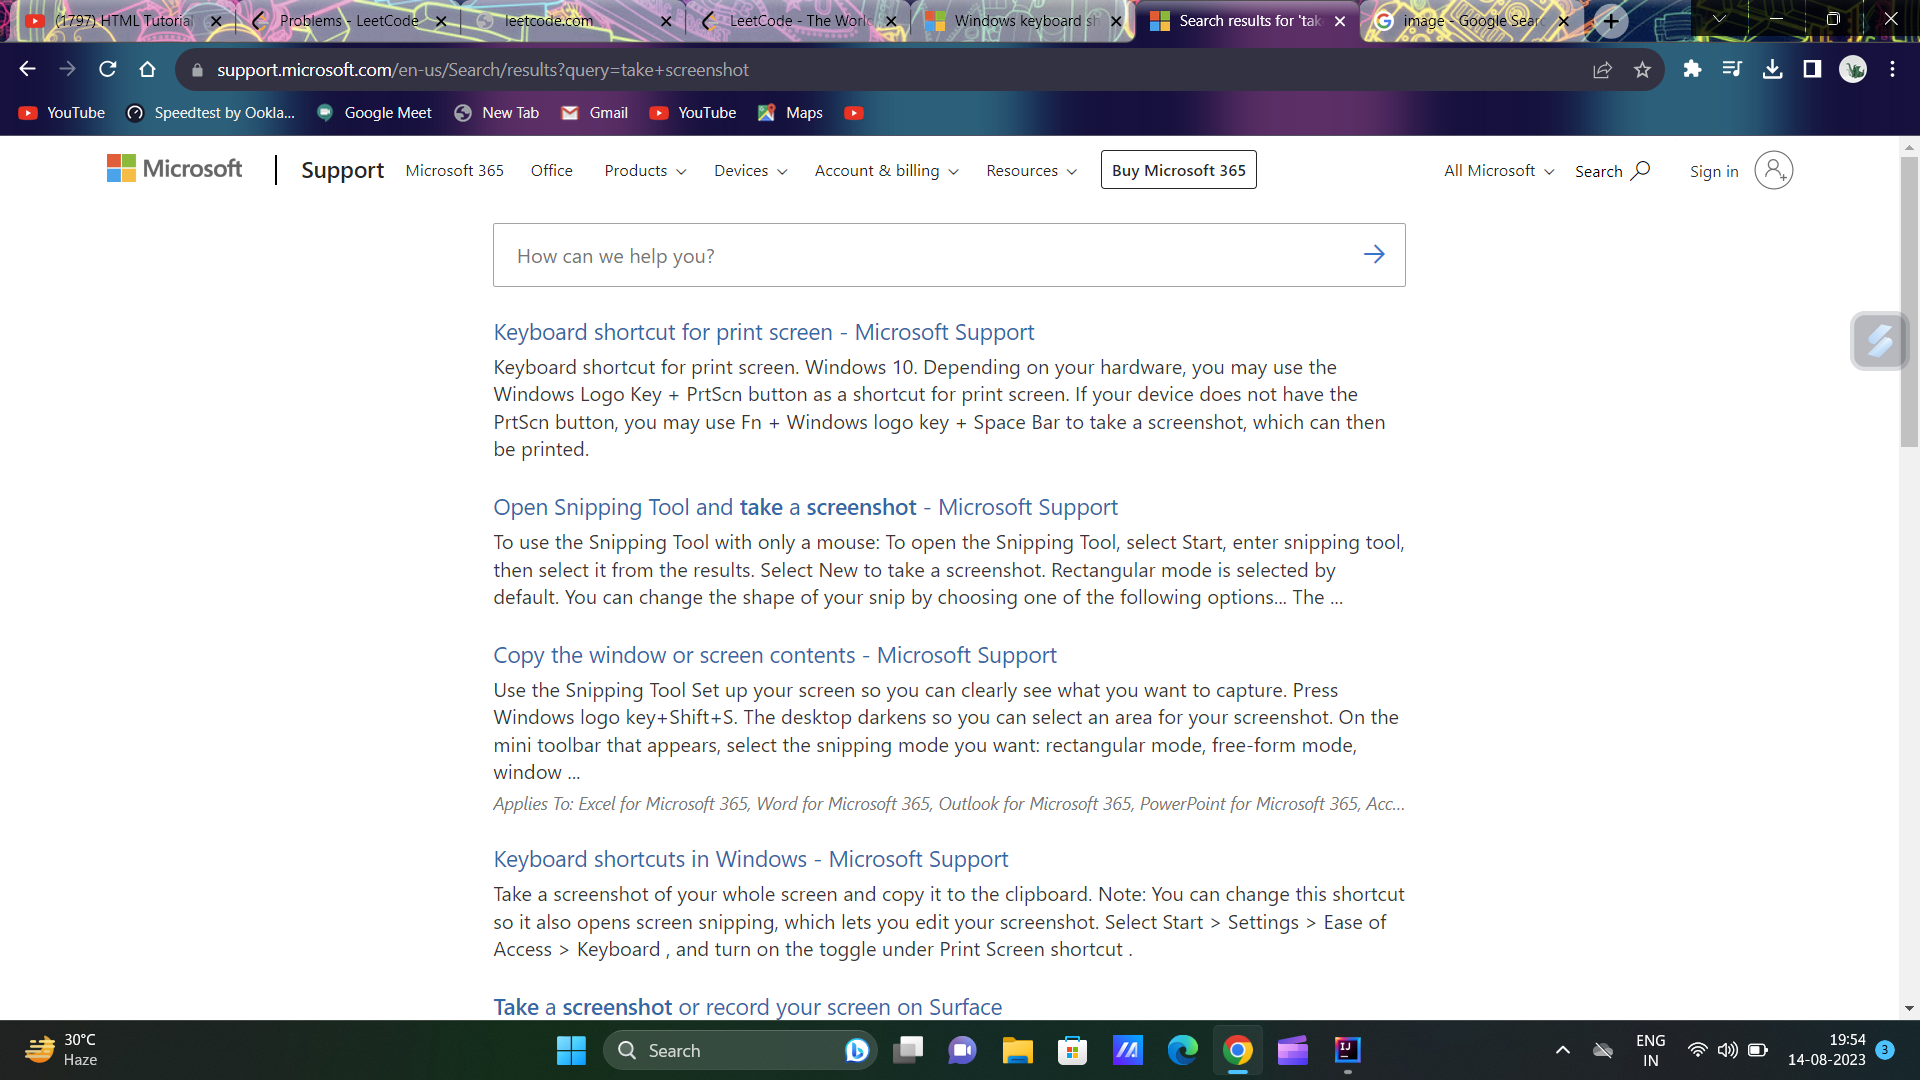 (1797) HTML Tutorial
Problems - LeetCode
leetcode.com
LeetCode - The World
Windows keyboard sh
Search results for 'tak
image - Google Sear
support.microsoft.com/en-us/Search/results?query=take+screenshot
YouTube
Speedtest by Ookla...
Google Meet
New Tab
Gmail
YouTube
Maps
Microsoft
Support
Microsoft 365
Office
Products
Devices
Account & billing
Resources
Buy Microsoft 365
All Microsoft
Search
Sign in
How can we help you?
Keyboard shortcut for print screen - Microsoft Support
Keyboard shortcut for print screen. Windows 10. Depending on your hardware, you may use the
Windows Logo Key + PrtScn button as a shortcut for print screen. If your device does not have the
PrtScn button, you may use Fn + Windows logo key + Space Bar to take a screenshot, which can then
be printed.
Open Snipping Tool and take a screenshot - Microsoft Support
To use the Snipping Tool with only a mouse: To open the Snipping Tool, select Start, enter snipping tool,
then select it from the results. Select New to take a screenshot. Rectangular mode is selected by
default. You can change the shape of your snip by choosing one of the following options... The ...
Copy the window or screen contents - Microsoft Support
Use the Snipping Tool Set up your screen so you can clearly see what you want to capture. Press
Windows logo key+Shift+S. The desktop darkens so you can select an area for your screenshot. On the
mini toolbar that appears, select the snipping mode you want: rectangular mode, free-form mode,
window ...
Applies To: Excel for Microsoft 365, Word for Microsoft 365, Outlook for Microsoft 365, PowerPoint for Microsoft 365, Acc...
Keyboard shortcuts in Windows - Microsoft Support
Take a screenshot of your whole screen and copy it to the clipboard. Note: You can change this shortcut
so it also opens screen snipping, which lets you edit your screenshot. Select Start > Settings > Ease of
Access > Keyboard , and turn on the toggle under Print Screen shortcut .
Take a screenshot or record your screen on Surface
30°C
Haze
Search
IJ
ENG
IN
19:54
14-08-2023
3